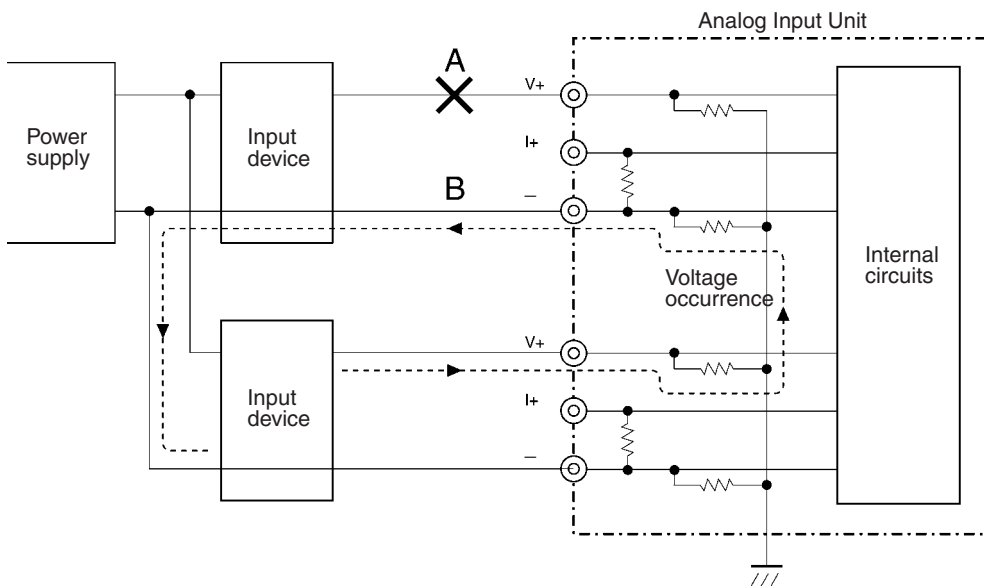 Analog Input Unit
A
V+
Power
supply
Input
device
I+
B
−
Internal
circuits
Voltage
occurrence
V+
Input
device
I+
−